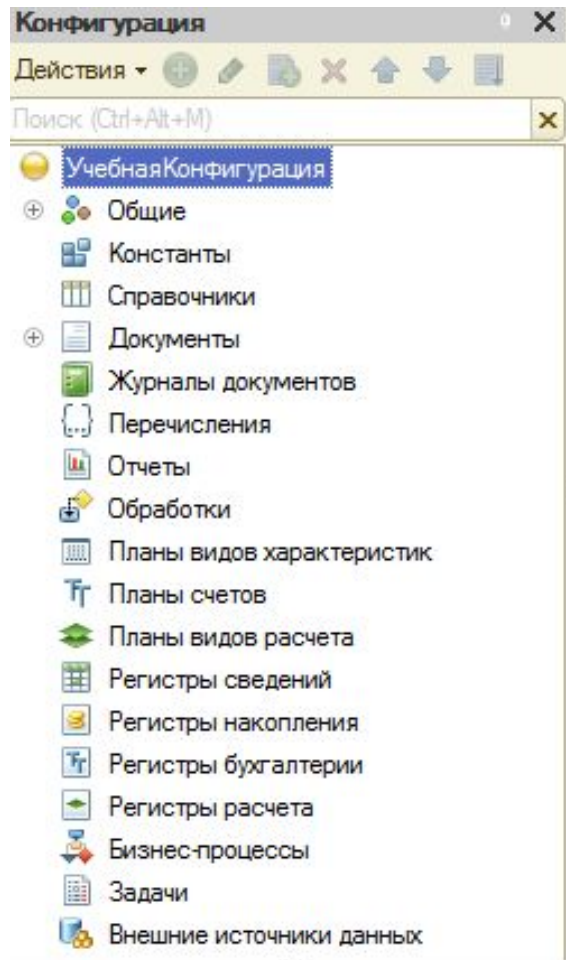 Конфигурация
Действия
Поиск (Ctrl+Alt+M)
УчебнаяКонфигурация
Общие
Константы
Справочники
Документы
Журналы документов
Перечисления
Отчеты
Обработки
Планы видов характеристик
Планы счетов
Планы видов расчета
Регистры сведений
Регистры накопления
Регистры бухгалтерии
Регистры расчета
Бизнес-процессы
Задачи
Внешние источники данных